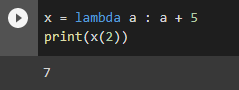 x = lambda a : a + 5
print(x(2))
7